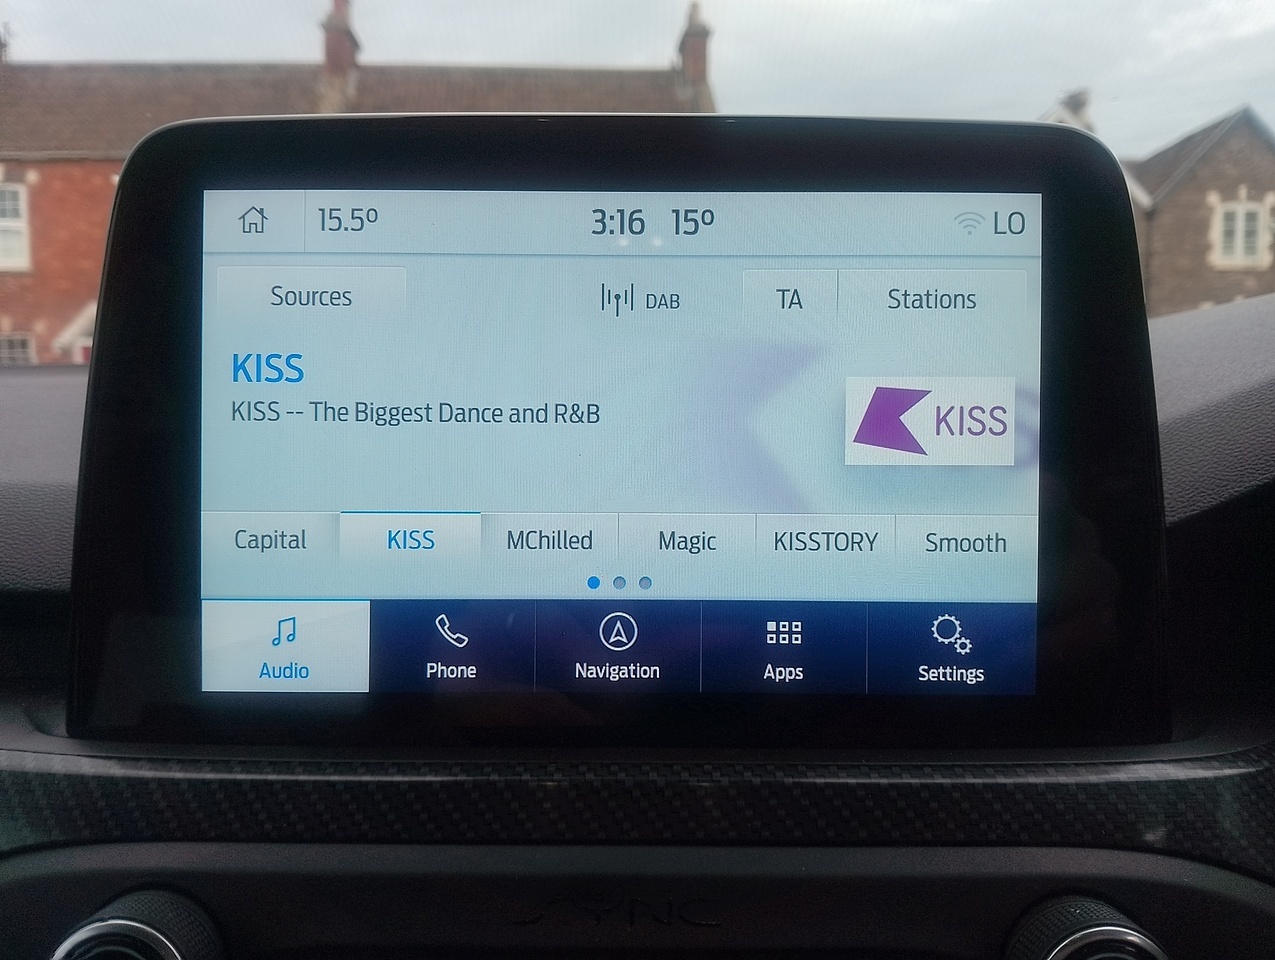 15.5º 3:16 15º LO
Sources DAB TA Stations
KISS
KISS -- The Biggest Dance and R&B
KISS
Capital KISS MChilled Magic KISSTORY Smooth
Audio Phone Navigation Apps Settings
SYNC